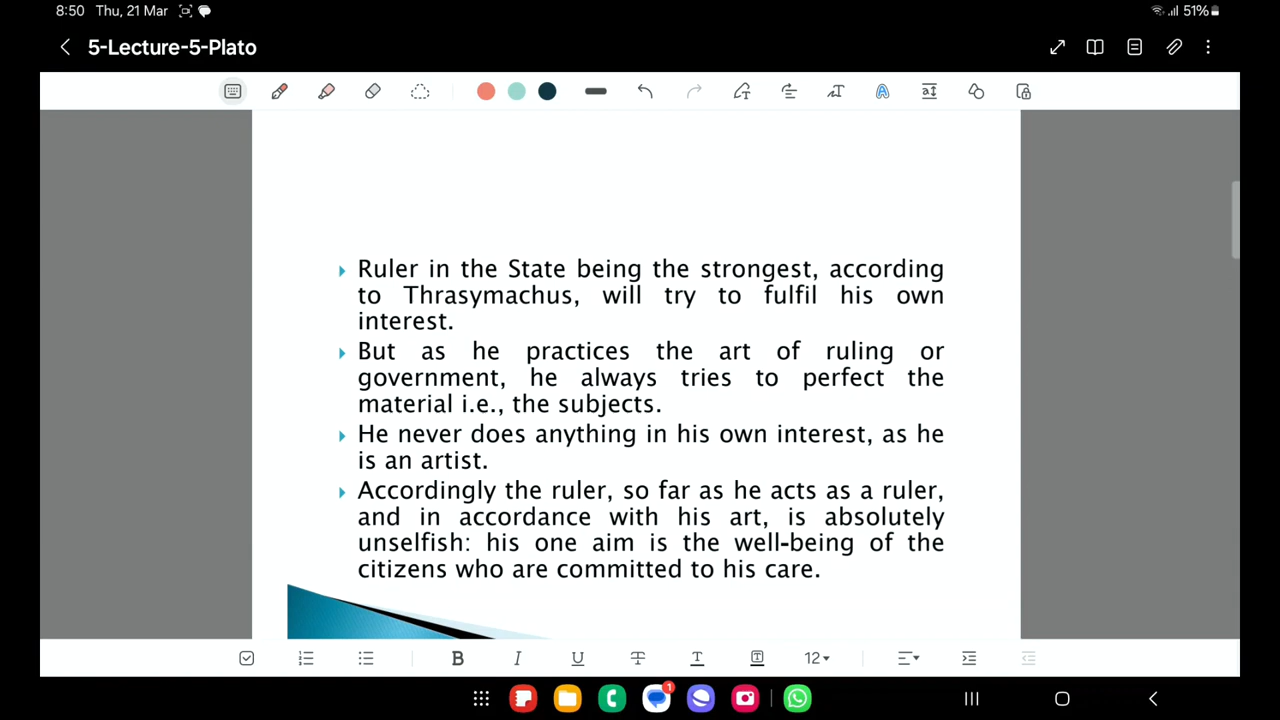 8:50 Thu, 21 Mar 51%
5-Lecture-5-Plato
Ruler in the State being the strongest, according
to Thrasymachus, will try to fulfil his own
interest.
But as he practices the art of ruling or
government, he always tries to perfect the
material i.e., the subjects.
He never does anything in his own interest, as he
is an artist.
Accordingly the ruler, so far as he acts as a ruler,
and in accordance with his art, is absolutely
unselfish: his one aim is the well-being of the
citizens who are committed to his care.
B I U T T T 12
1